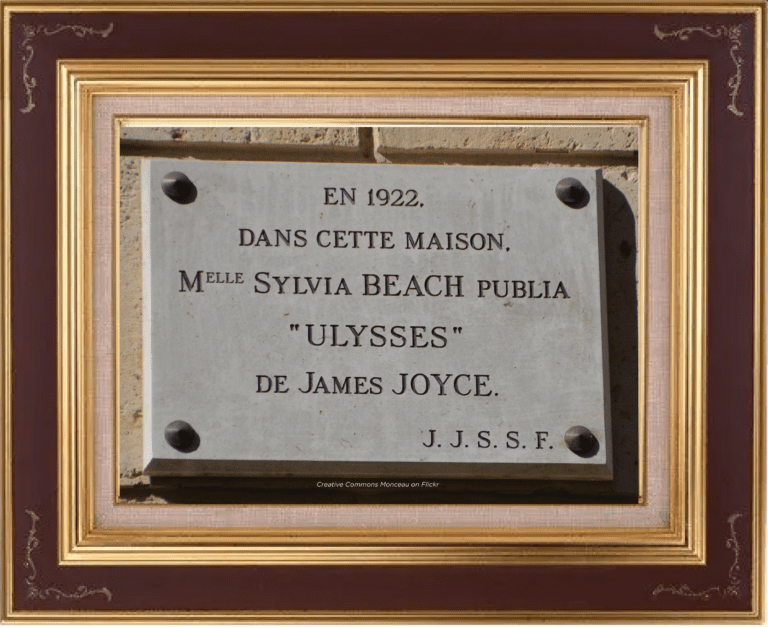 EN 1922.
DANS CETTE MAISON.
MELLE SYLVIA BEACH PUBLIA
"ULYSSES"
DE JAMES JOYCE.
J. J. S. S. F.
Creative Commons Monceau on Flickr